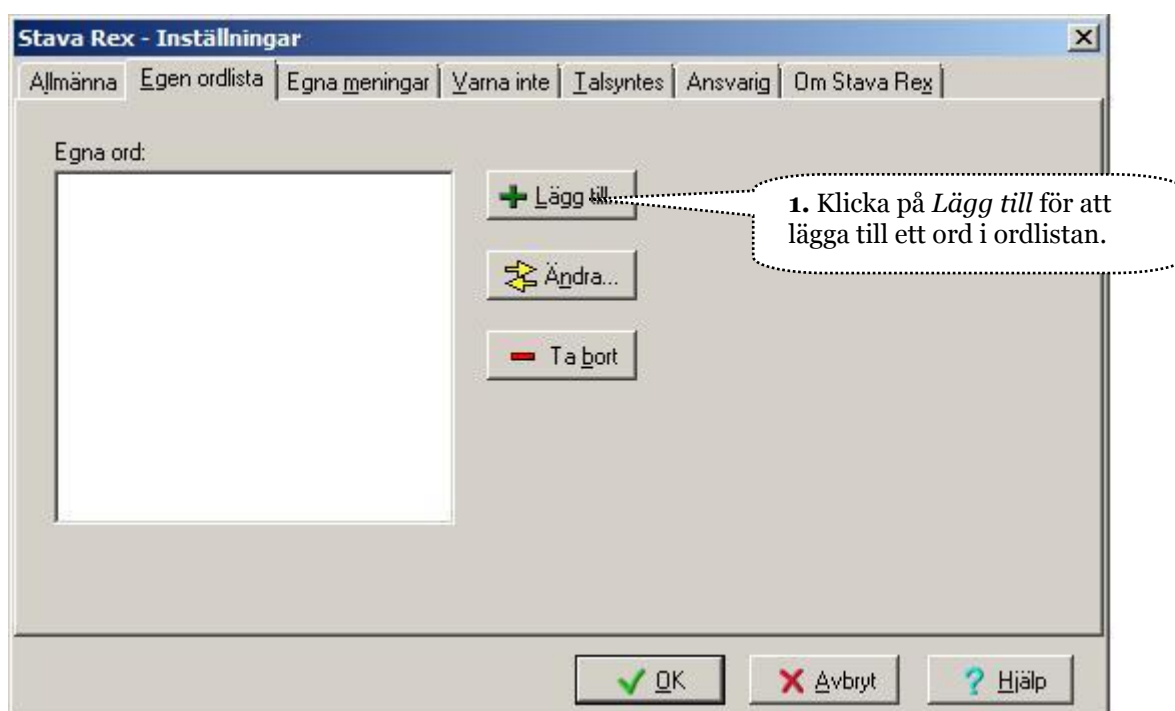 Stava Rex - Inställningar
Allmänna Egen ordlista Egna meningar Varna inte Talsyntes Ansvarig Om Stava Rex
Egna ord:
Lägg till...
1. Klicka på Lägg till för att
lägga till ett ord i ordlistan.
Ändra...
Ta bort
OK Avbryt Hjälp